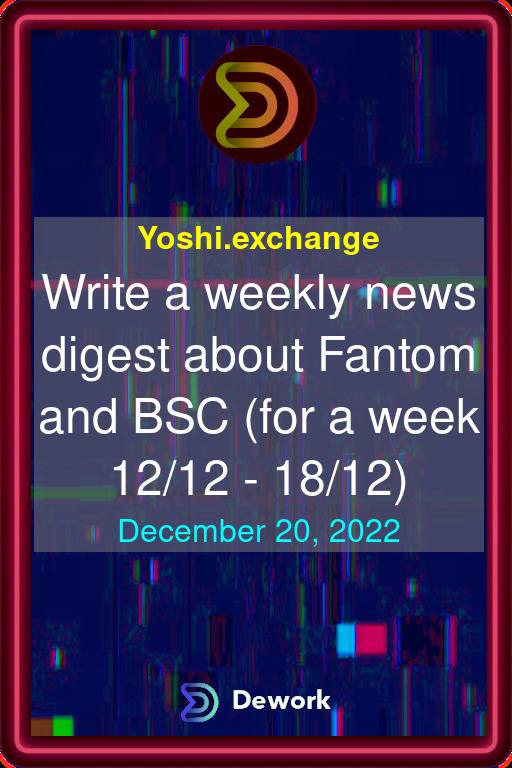 Yoshi.exchange
Write a weekly news
digest about Fantom
and BSC (for a week
12/12 - 18/12)
December 20, 2022
Dework